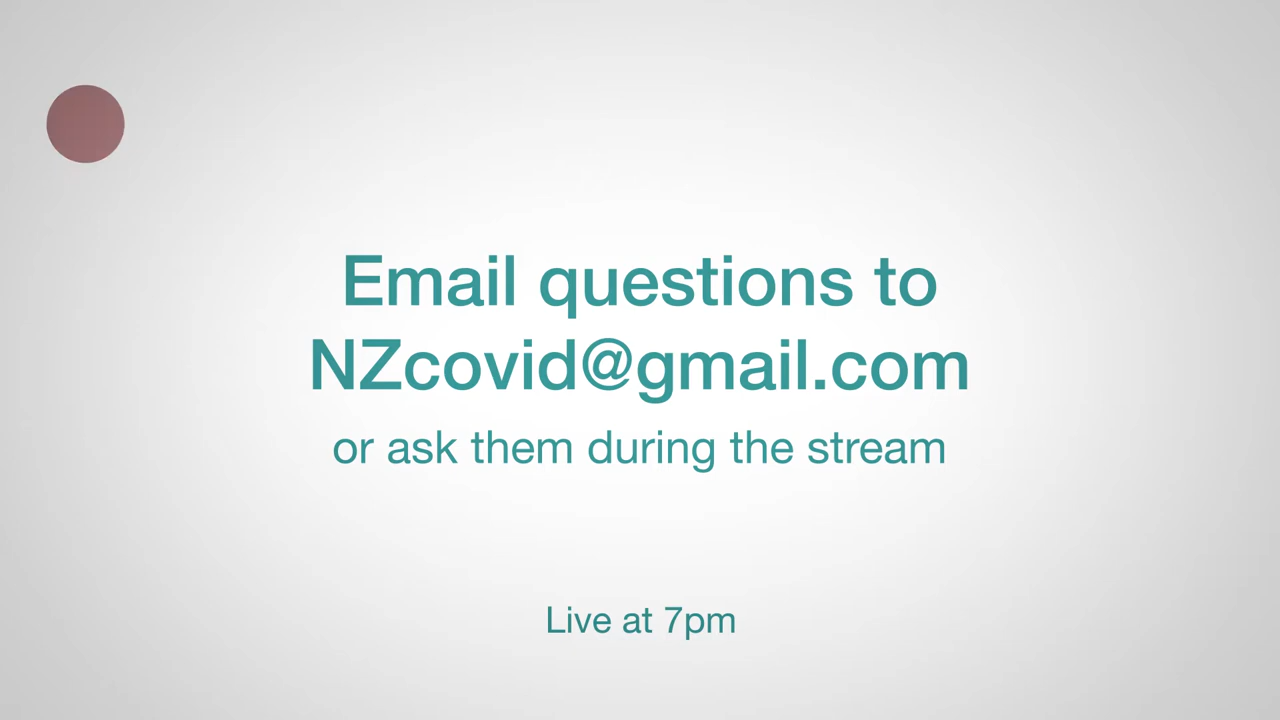 Email questions to
NZcovid@gmail.com
or ask them during the stream
Live at 7pm